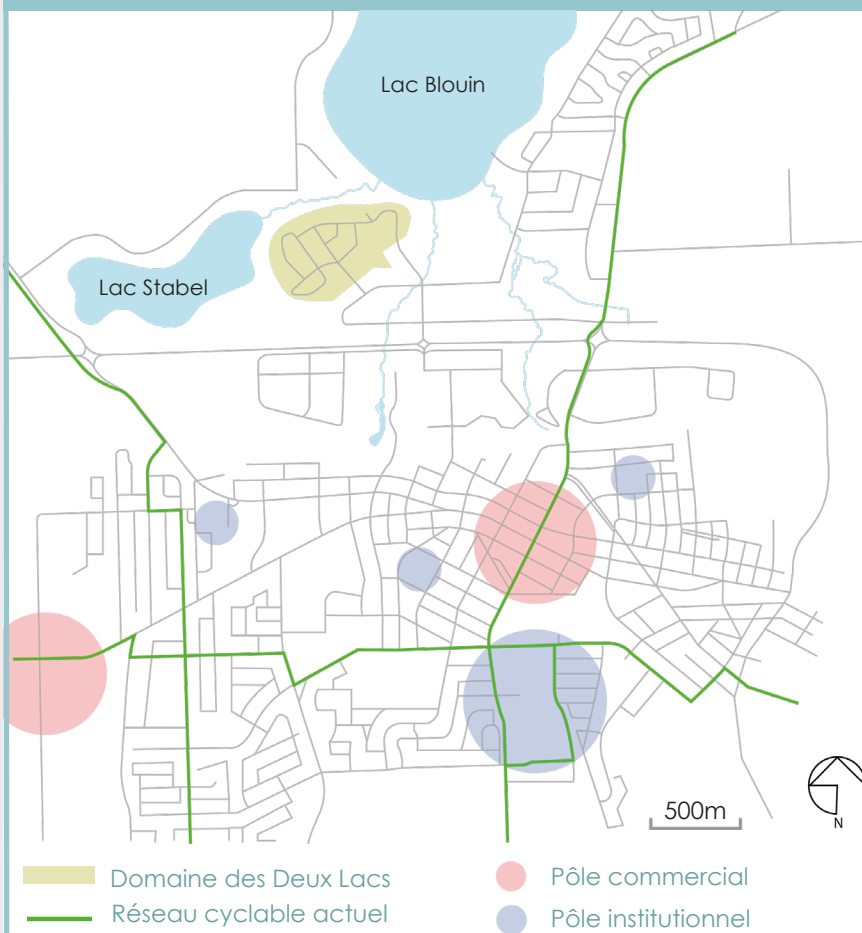 Lac Blouin
Lac Stabel
500m
N
Domaine des Deux Lacs
Réseau cyclable actuel
Pôle commercial
Pôle institutionnel